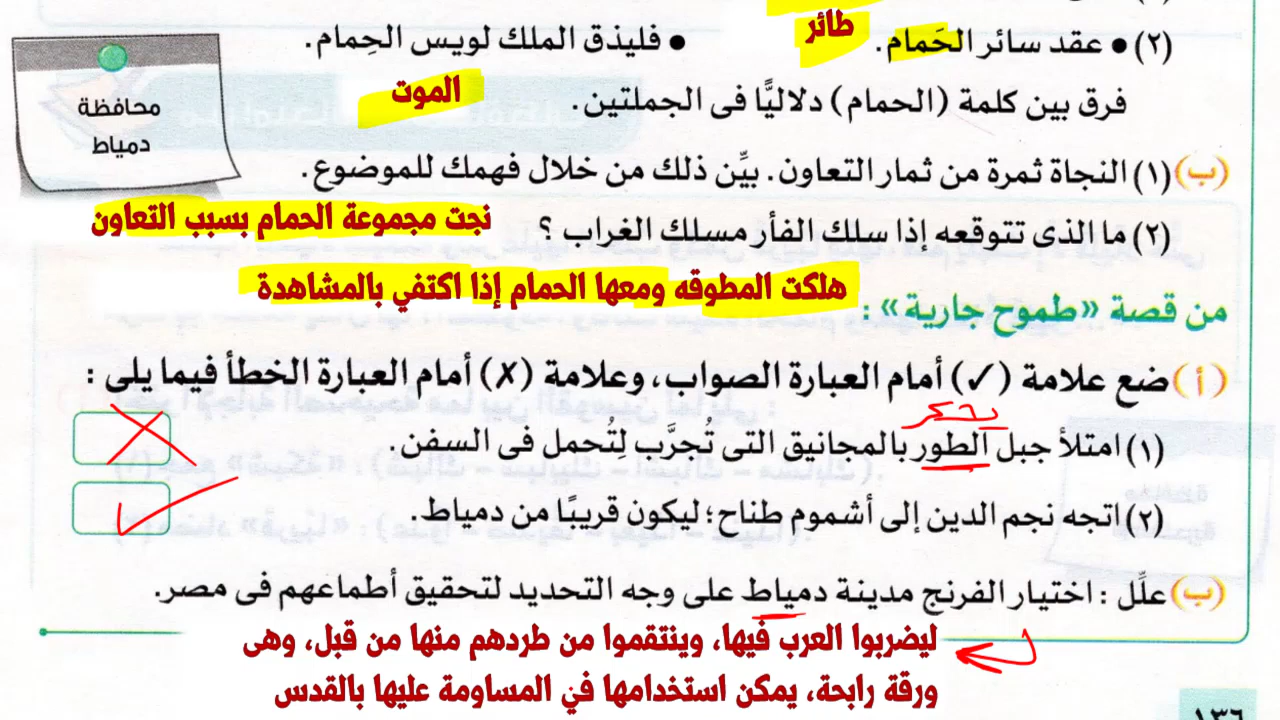 (٢) • عقد سائر الحَمام. طائر • فليذق الملك لويس الحِمام.
فرق بين كلمة (الحمام) دلاليًّا فى الجملتين. الموت
محافظة
دمياط
(ب) (١) النجاة ثمرة من ثمار التعاون. بيِّن ذلك من خلال فهمك للموضوع.
نجت مجموعة الحمام بسبب التعاون
(٢) ما الذى تتوقعه إذا سلك الفأر مسلك الغراب ؟
هلكت المطوقه ومعها الحمام إذا اكتفي بالمشاهدة
من قصة «طموح جارية» :
(أ) ضع علامة (✓) أمام العبارة الصواب، وعلامة (✗) أمام العبارة الخطأ فيما يلى :
(١) امتلأ جبل الطور بالمجانيق التى تُجرَّب لِتُحمل فى السفن.
(٢) اتجه نجم الدين إلى أشموم طناح؛ ليكون قريبًا من دمياط.
(ب) علِّل : اختيار الفرنج مدينة دمياط على وجه التحديد لتحقيق أطماعهم فى مصر.
ليضربوا العرب فيها، وينتقموا من طردهم منها من قبل، وهى
ورقة رابحة، يمكن استخدامها في المساومة عليها بالقدس
١٣٦